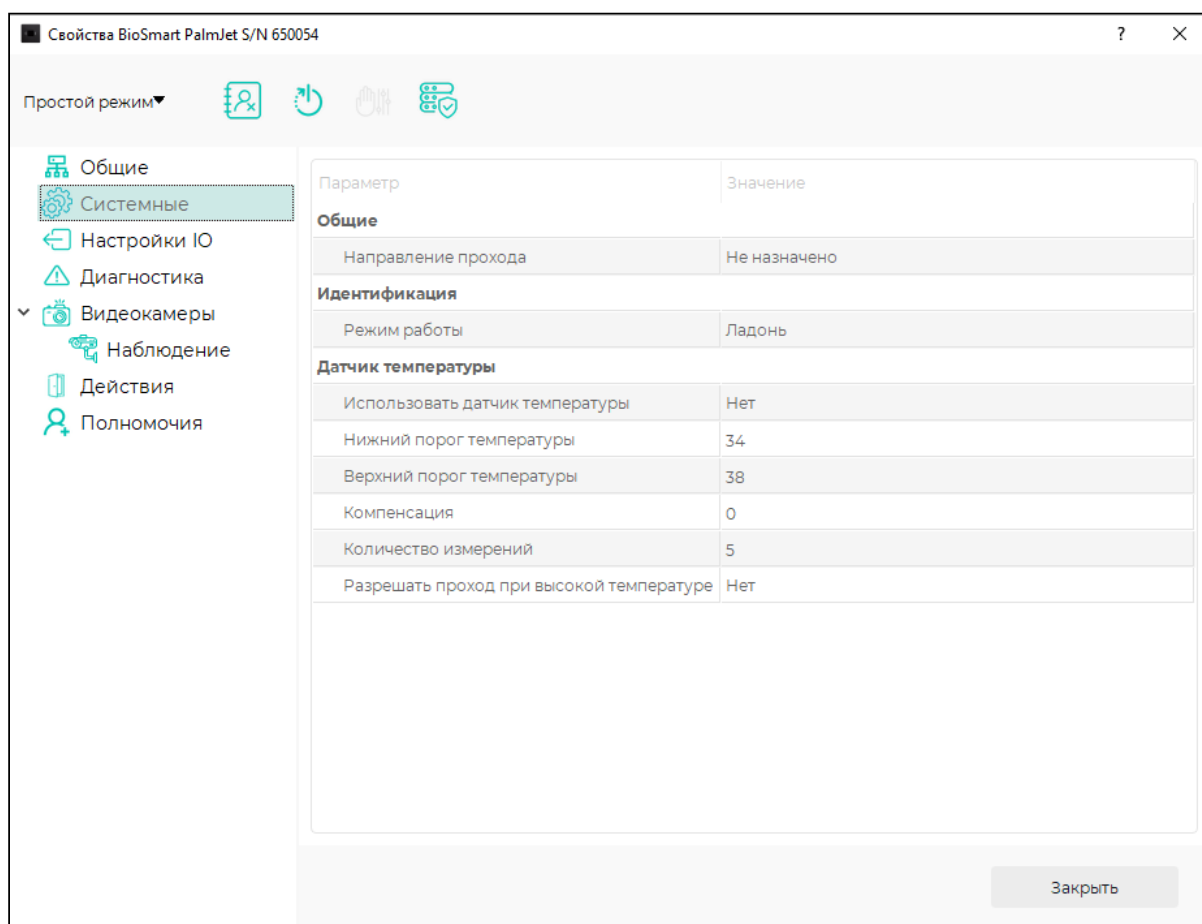 Свойства BioSmart PalmJet S/N 650054
?
Простой режим
Общие
Системные
Настройки IO
Диагностика
Видеокамеры
Наблюдение
Действия
Полномочия
Параметр Значение
Общие
Направление прохода Не назначено
Идентификация
Режим работы Ладонь
Датчик температуры
Использовать датчик температуры Нет
Нижний порог температуры 34
Верхний порог температуры 38
Компенсация 0
Количество измерений 5
Разрешать проход при высокой температуре Нет
Закрыть